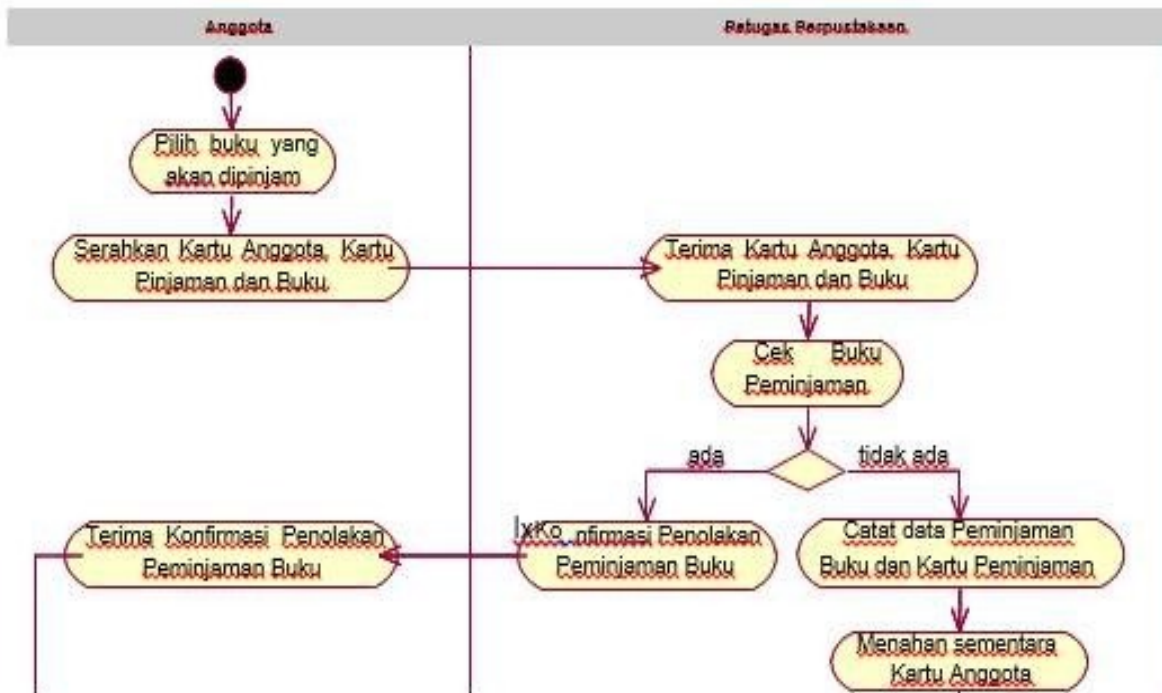 Anggota
Petugas Perpustakaan
Pilih buku yang
akan dipinjam
Serahkan Kartu Anggota, Kartu
Pinjaman dan Buku
Terima Kartu Anggota, Kartu
Pinjaman dan Buku
Cek Buku
Peminjaman
ada
tidak ada
Terima Konfirmasi Penolakan
Peminjaman Buku
IxKo nfirmasi Penolakan
Peminjaman Buku
Catat data Peminjaman
Buku dan Kartu Peminjaman
Menahan sementara
Kartu Anggota